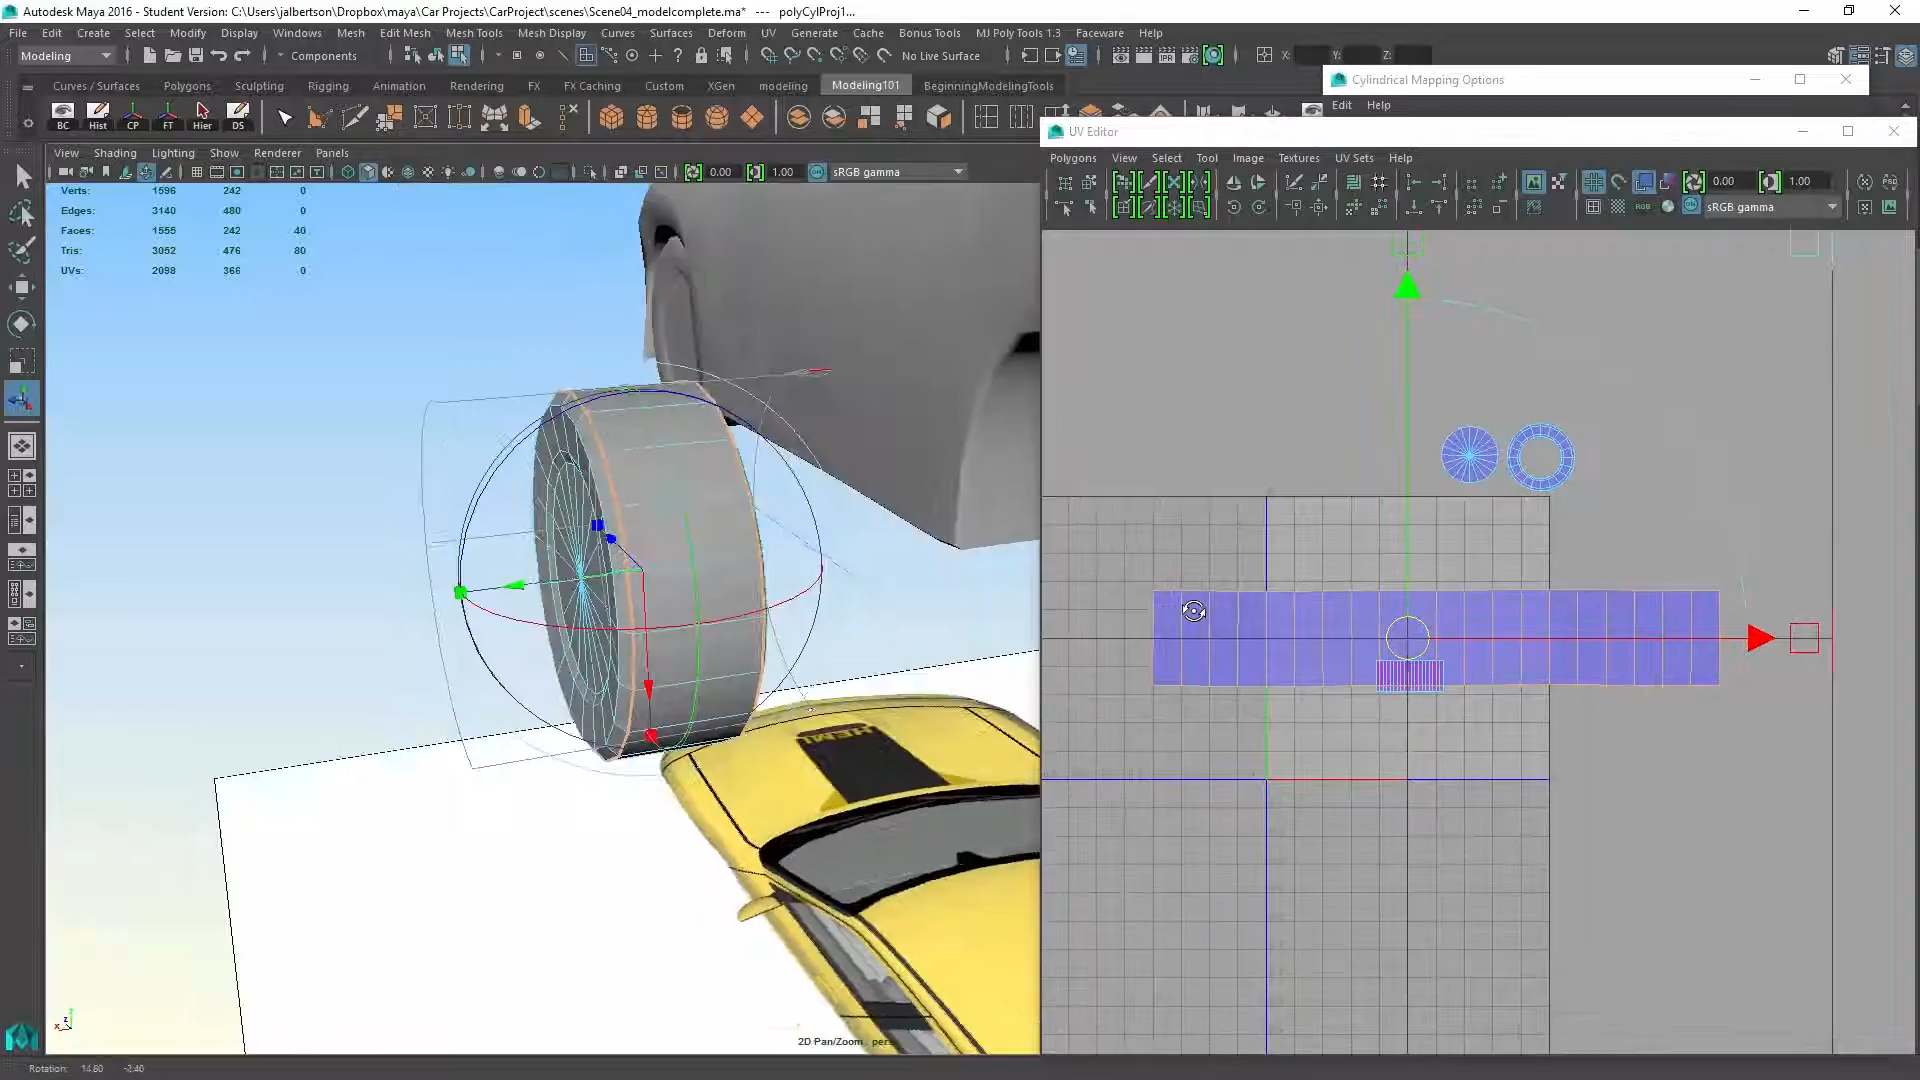 Autodesk Maya 2016 - Student Version: C:\Users\jalbertson\Dropbox\maya\Car Projects\CarProject\scenes\Scene04_modelcomplete.ma* --- polyCylProj1...
File Edit Create Select Modify Display Windows Mesh Edit Mesh Mesh Tools Mesh Display Curves Surfaces Deform UV Generate Cache Bonus Tools MJ Poly Tools 1.3 Faceware Help
Modeling Components No Live Surface X: Y: Z:
Curves / Surfaces Polygons Sculpting Rigging Animation Rendering FX FX Caching Custom XGen modeling Modeling101 BeginningModelingTools
BC Hist CP FT Hier DS
Cylindrical Mapping Options
Edit Help
UV Editor
Polygons View Select Tool Image Textures UV Sets Help
0.00 1.00
sRGB gamma
View Shading Lighting Show Renderer Panels
0.00 1.00 sRGB gamma
Verts: 1596 242 0
Edges: 3140 480 0
Faces: 1555 242 40
Tris: 3052 476 80
UVs: 2098 366 0
HEMI
2D Pan/Zoom
Rotation: 14.80 -2.40